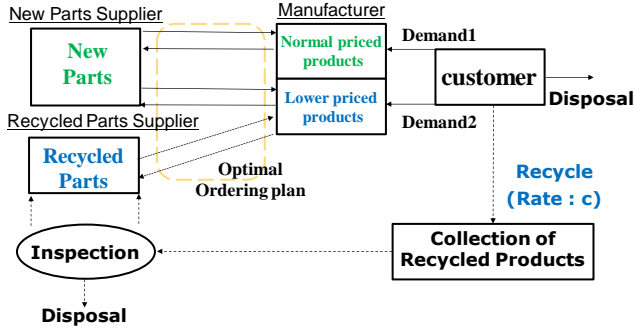 New Parts Supplier
Manufacturer
New
Parts
Normal priced
products
Demand1
customer
Disposal
Lower priced
products
Demand2
Recycled Parts Supplier
Recycled
Parts
Optimal
Ordering plan
Recycle
(Rate : c)
Inspection
Collection of
Recycled Products
Disposal